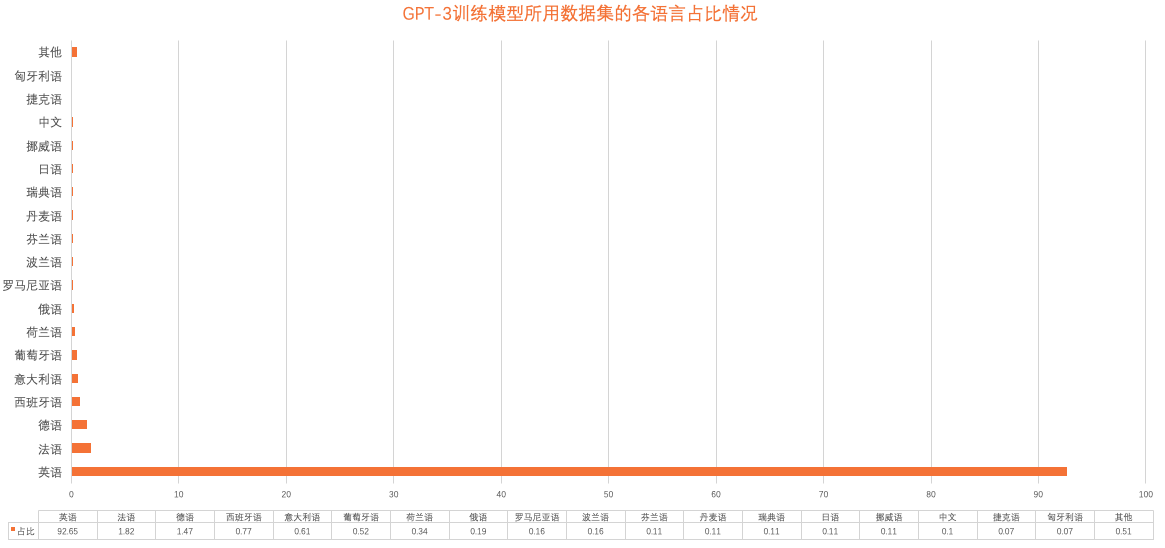 GPT-3训练模型所用数据集的各语言占比情况
其他
匈牙利语
捷克语
中文
挪威语
日语
瑞典语
丹麦语
芬兰语
波兰语
罗马尼亚语
俄语
荷兰语
葡萄牙语
意大利语
西班牙语
德语
法语
英语
0 10 20 30 40 50 60 70 80 90 100
英语 法语 德语 西班牙语 意大利语 葡萄牙语 荷兰语 俄语 罗马尼亚语 波兰语 芬兰语 丹麦语 瑞典语 日语 挪威语 中文 捷克语 匈牙利语 其他
占比 92.65 1.82 1.47 0.77 0.61 0.52 0.34 0.19 0.16 0.16 0.11 0.11 0.11 0.11 0.11 0.1 0.07 0.07 0.51